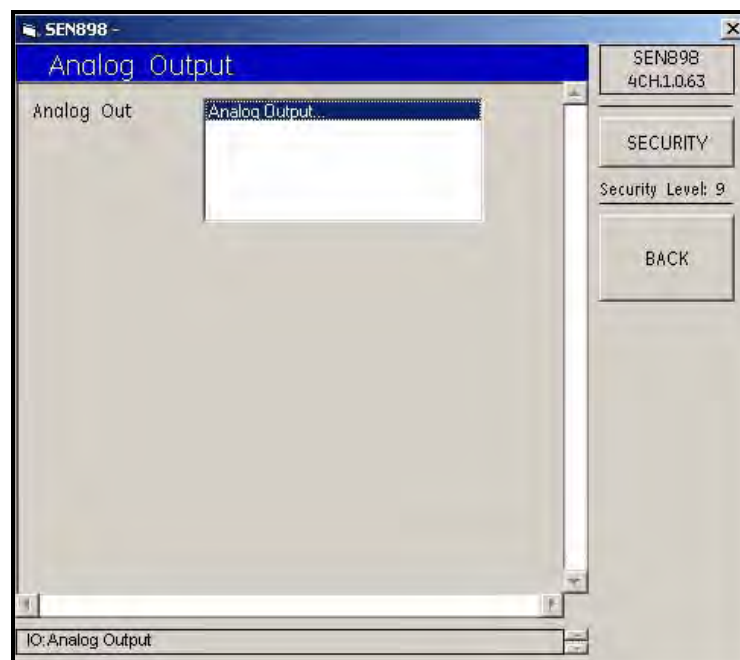 SEN898 -
Analog Output
Analog Out
Analog Output...
SEN898
4CH.1.0.63
SECURITY
Security Level: 9
BACK
IO:Analog Output